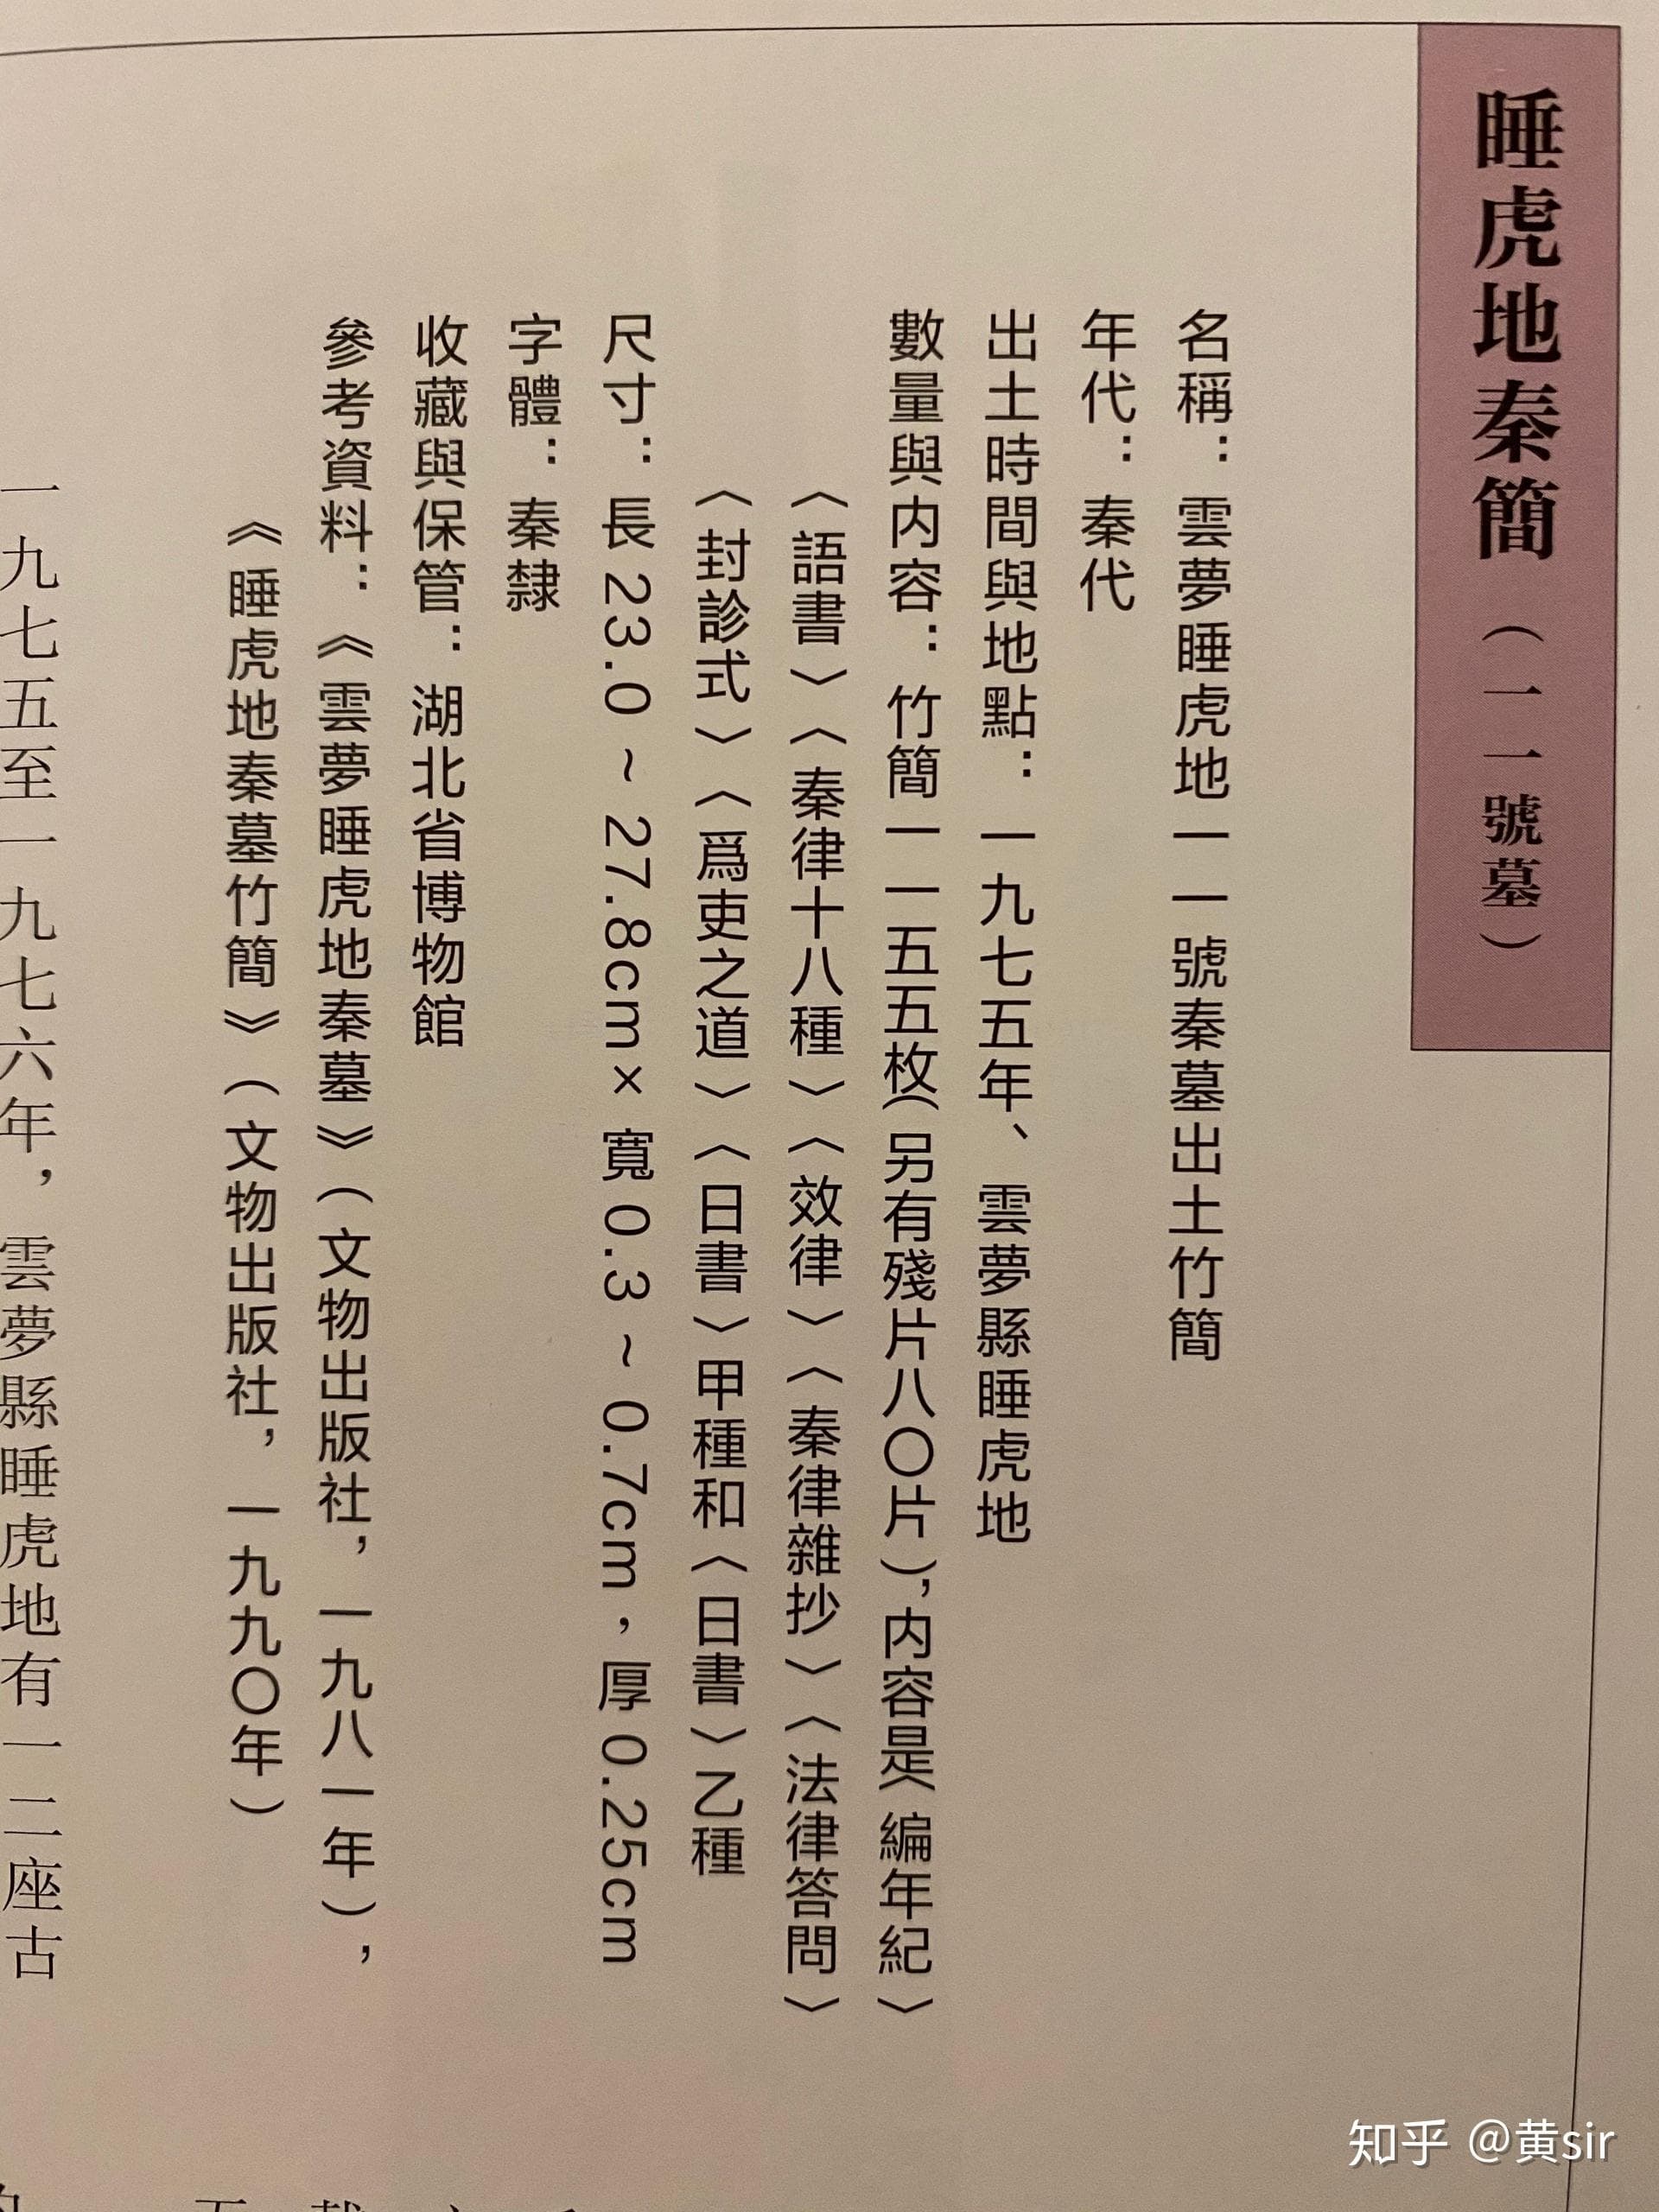 睡虎地秦簡（一一號墓）
名稱：雲夢睡虎地一一號秦墓出土竹簡
年代：秦代
出土時間與地點：一九七五年、雲夢縣睡虎地
數量與内容：竹簡一一五五枚（另有殘片八〇片），内容是〈編年紀〉
〈語書〉〈秦律十八種〉〈效律〉〈秦律雜抄〉〈法律答問〉
〈封診式〉〈爲吏之道〉〈日書〉甲種和〈日書〉乙種
尺寸：長23.0～27.8cm×寬0.3～0.7cm，厚0.25cm
字體：秦隸
收藏與保管：湖北省博物館
參考資料：《雲夢睡虎地秦墓》（文物出版社，一九八一年），
《睡虎地秦墓竹簡》（文物出版社，一九九〇年）
一九七五至一九七六年，雲夢縣睡虎地有一二座古
知乎 @黄sir